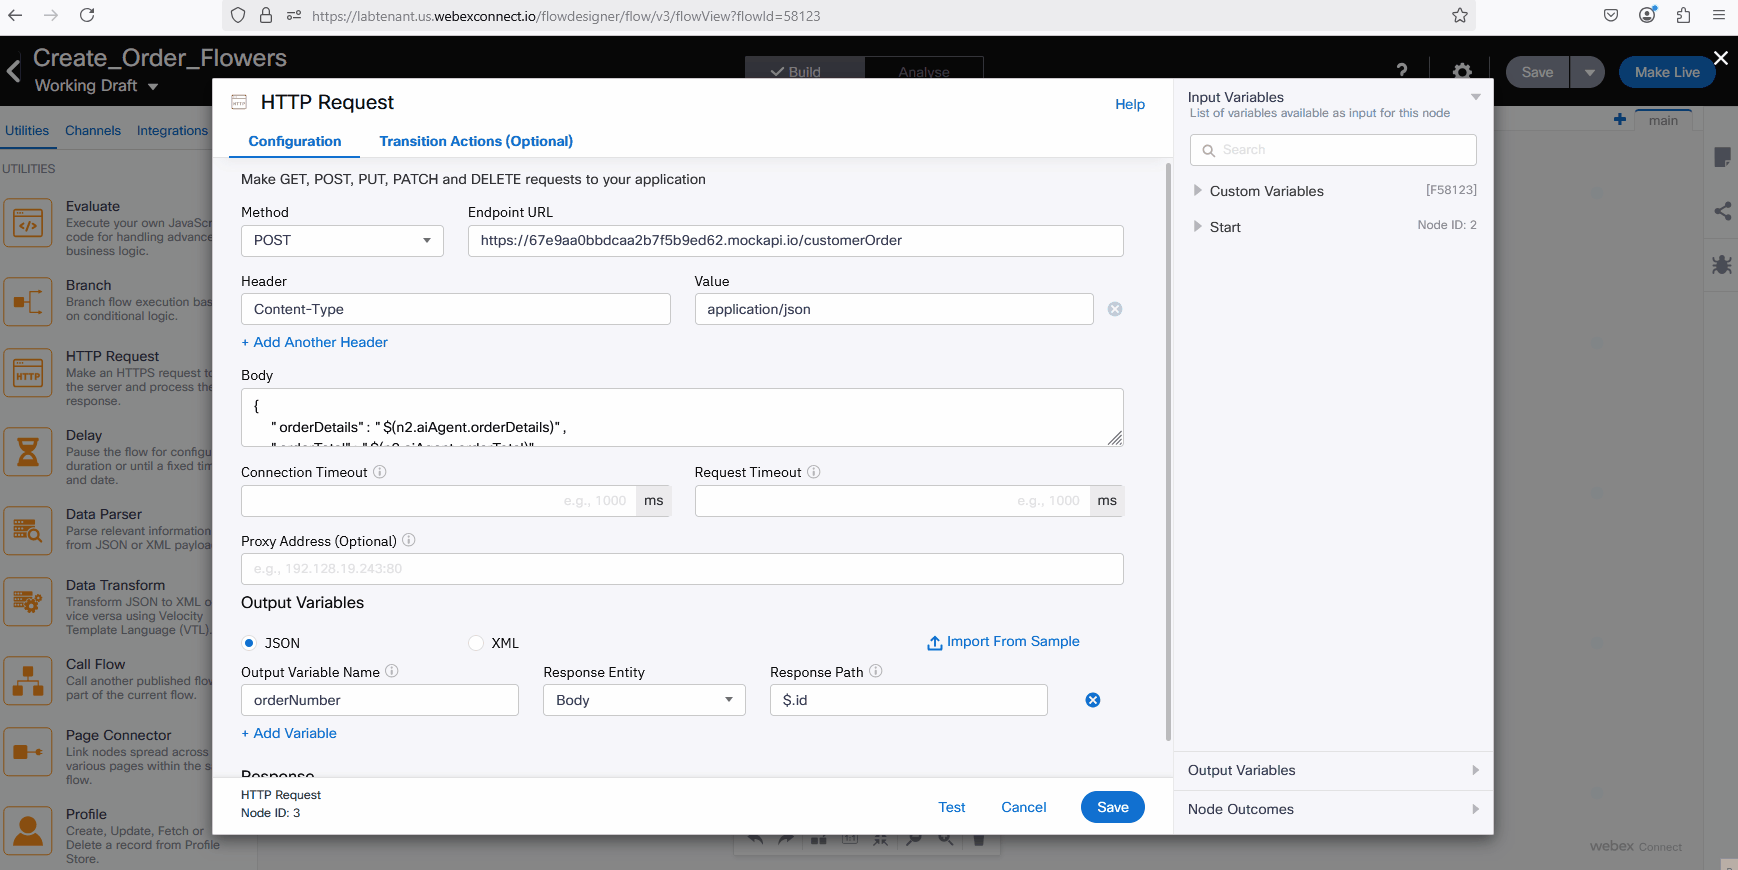 https://labtenant.us.webexconnect.io/flowdesigner/flow/v3/flowView?flowId=58123
Create_Order_Flowers
Working Draft
Build
Analyse
?
Save
Make Live
Utilities
Channels
Integrations
main
UTILITIES
Evaluate
Execute your own JavaScr
code for handling advance
business logic.
Branch
Branch flow execution bas
on conditional logic.
HTTP Request
Make an HTTPS request to
the server and process the
response.
Delay
Pause the flow for configu
duration or until a fixed tim
and date.
Data Parser
Parse relevant information
from JSON or XML payloa
Data Transform
Transform JSON to XML o
vice versa using Velocity
Template Language (VTL).
Call Flow
Call another published flow
part of the current flow.
Page Connector
Link nodes spread across
various pages within the s
flow.
Profile
Create, Update, Fetch or
Delete a record from Profile
Store.
HTTP Request
Help
Configuration
Transition Actions (Optional)
Make GET, POST, PUT, PATCH and DELETE requests to your application
Method
Endpoint URL
POST
https://67e9aa0bbdcaa2b7f5b9ed62.mockapi.io/customerOrder
Header
Value
Content-Type
application/json
+ Add Another Header
Body
{
"orderDetails": "$(n2.aiAgent.orderDetails)",
"orderTotal": "$(n2.aiAgent.orderTotal)"
Connection Timeout
Request Timeout
e.g., 1000 ms
e.g., 1000 ms
Proxy Address (Optional)
e.g., 192.128.19.243:80
Output Variables
JSON
XML
Import From Sample
Output Variable Name
Response Entity
Response Path
orderNumber
Body
$.id
+ Add Variable
Response
HTTP Request
Node ID: 3
Test
Cancel
Save
Input Variables
List of variables available as input for this node
Search
Custom Variables
[F58123]
Start
Node ID: 2
Output Variables
Node Outcomes
webex Connect